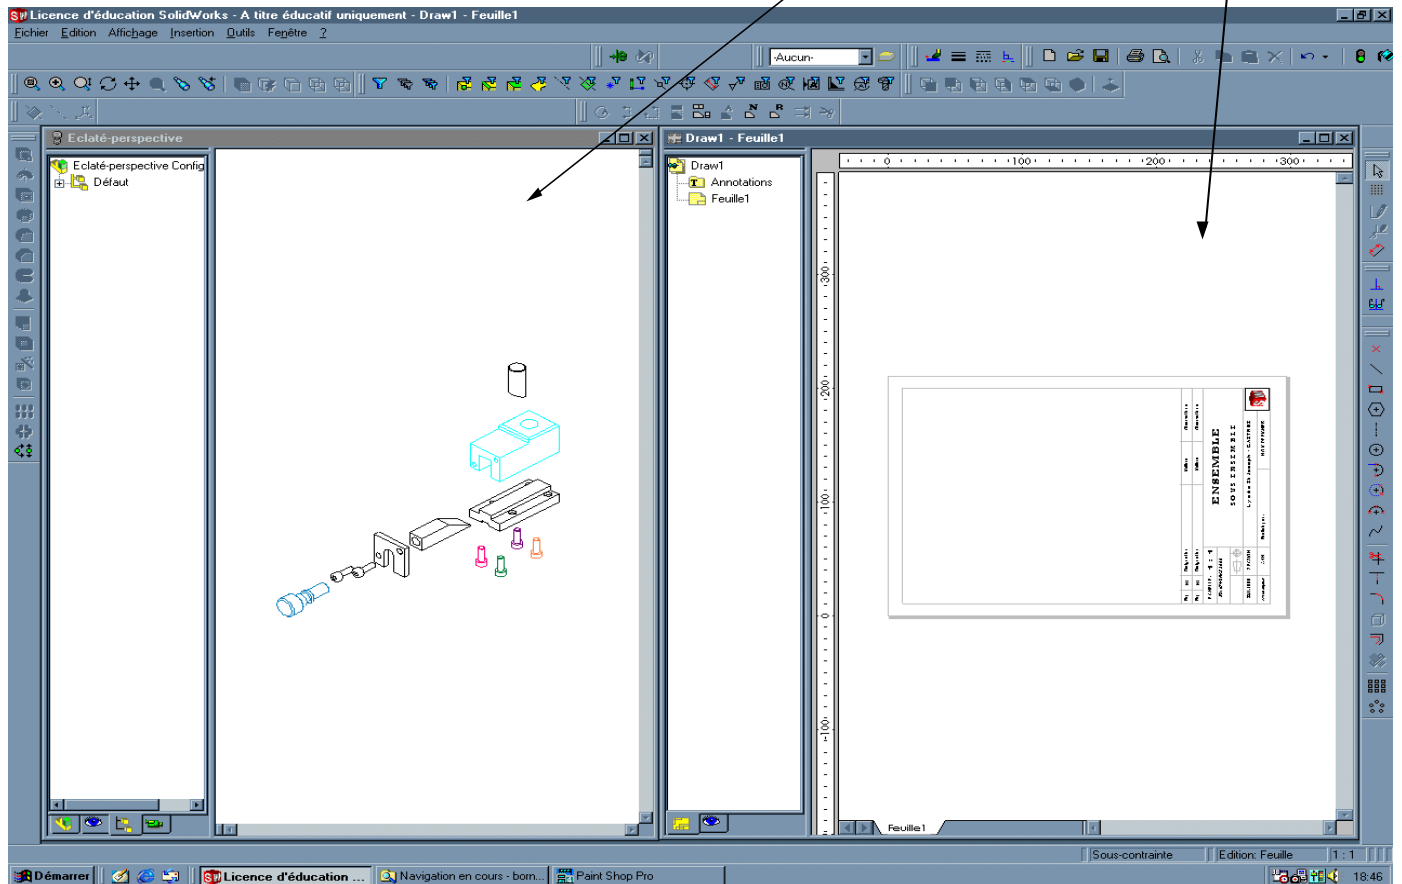 Licence d'éducation SolidWorks - A titre éducatif uniquement - Draw1 - Feuille1
Fichier Edition Affichage Insertion Outils Fenêtre ?
-Aucun-
Eclaté-perspective
Eclaté-perspective Config
Défaut
Draw1 - Feuille1
Draw1
Annotations
Feuille1
0 100 200 300
300
200
100
0
-100
ENSEMBLE
SOUS ENSEMBLE
Feuille1
Sous-contrainte Edition: Feuille 1 : 1
Démarrer Licence d'éducation ... Navigation en cours - born... Paint Shop Pro 18:46